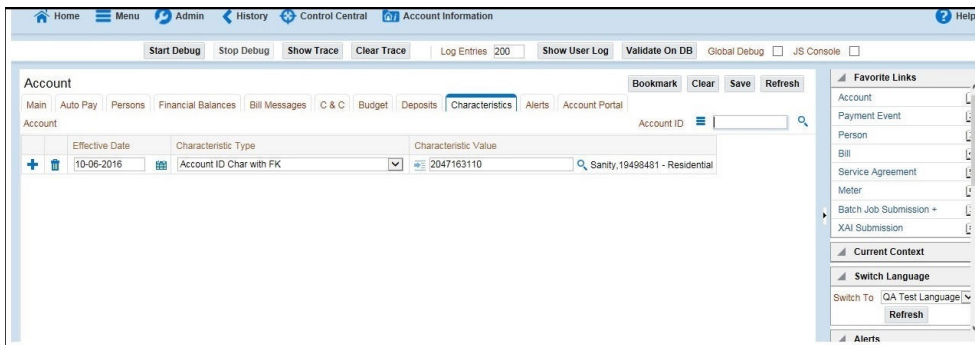 Home Menu Admin History Control Central Account Information Help
Start Debug Stop Debug Show Trace Clear Trace Log Entries 200 Show User Log Validate On DB Global Debug JS Console
Account Bookmark Clear Save Refresh
Main Auto Pay Persons Financial Balances Bill Messages C & C Budget Deposits Characteristics Alerts Account Portal
Account Account ID
Effective Date Characteristic Type Characteristic Value
10-06-2016 Account ID Char with FK 2047163110 Sanity,19498481 - Residential
Favorite Links
Account
Payment Event
Person
Bill
Service Agreement
Meter
Batch Job Submission +
XAI Submission
Current Context
Switch Language
Switch To QA Test Language
Refresh
Alerts